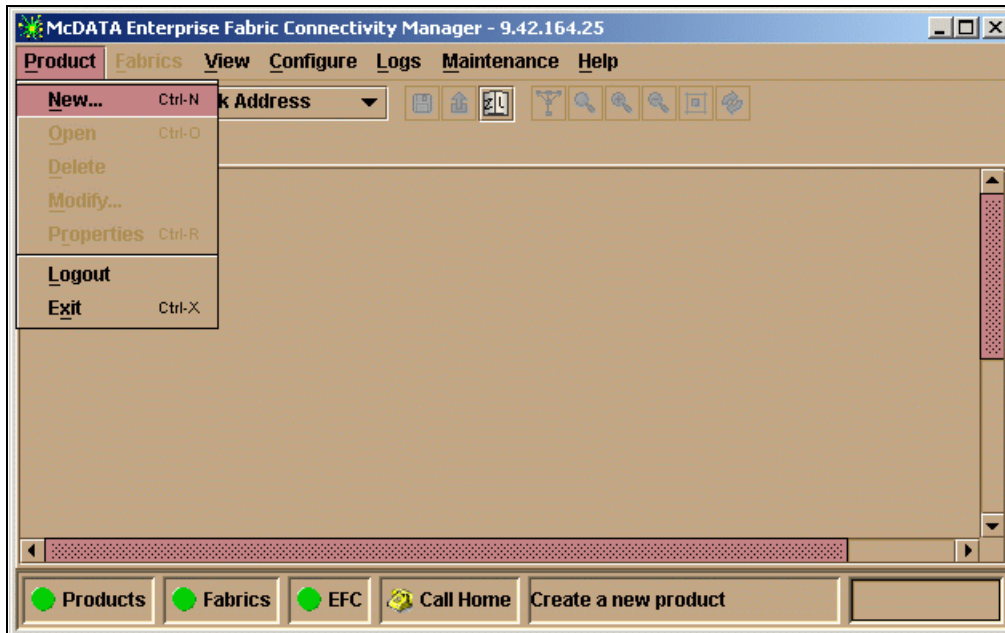 McDATA Enterprise Fabric Connectivity Manager - 9.42.164.25
Product Fabrics View Configure Logs Maintenance Help
New... Ctrl-N
k Address
Open Ctrl-O
Delete
Modify...
Properties Ctrl-R
Logout
Exit Ctrl-X
Products Fabrics EFC Call Home Create a new product